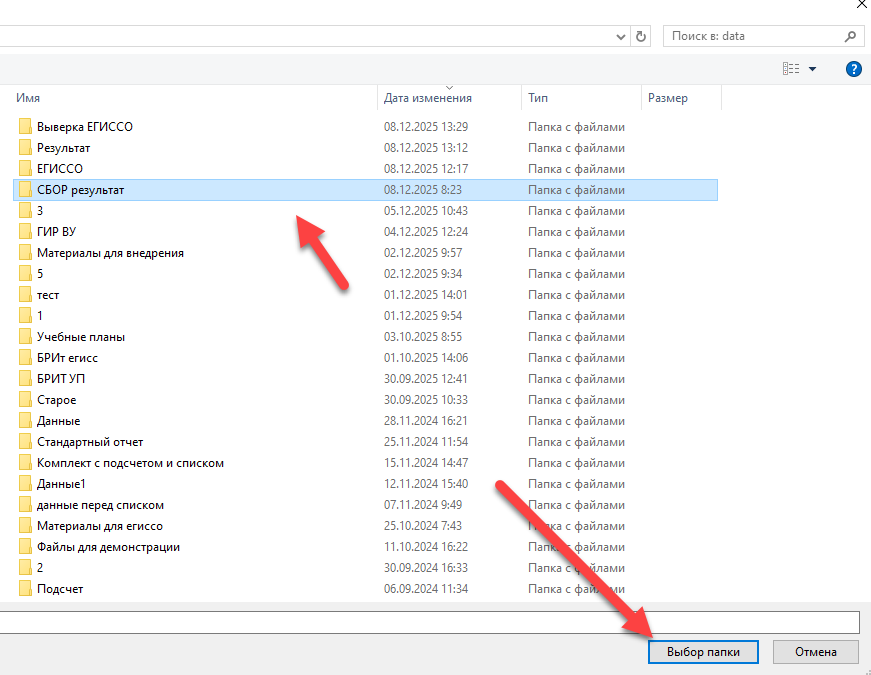 Поиск в: data
?
Имя Дата изменения Тип Размер
Выверка ЕГИССО 08.12.2025 13:29 Папка с файлами
Результат 08.12.2025 13:12 Папка с файлами
ЕГИССО 08.12.2025 12:17 Папка с файлами
СБОР результат 08.12.2025 8:23 Папка с файлами
3 05.12.2025 10:43 Папка с файлами
ГИР ВУ 04.12.2025 12:24 Папка с файлами
Материалы для внедрения 02.12.2025 9:57 Папка с файлами
5 02.12.2025 9:34 Папка с файлами
тест 01.12.2025 14:01 Папка с файлами
1 01.12.2025 9:54 Папка с файлами
Учебные планы 03.10.2025 8:55 Папка с файлами
БРИт егисс 01.10.2025 14:06 Папка с файлами
БРИТ УП 30.09.2025 12:41 Папка с файлами
Старое 30.09.2025 10:33 Папка с файлами
Данные 28.11.2024 16:21 Папка с файлами
Стандартный отчет 25.11.2024 11:54 Папка с файлами
Комплект с подсчетом и списком 15.11.2024 14:47 Папка с файлами
Данные1 12.11.2024 15:40 Папка с файлами
данные перед списком 07.11.2024 9:49 Папка с файлами
Материалы для егиссо 25.10.2024 7:43 Папка с файлами
Файлы для демонстрации 11.10.2024 16:22 Папка с файлами
2 30.09.2024 16:33 Папка с файлами
Подсчет 06.09.2024 11:34 Папка с файлами
Выбор папки Отмена